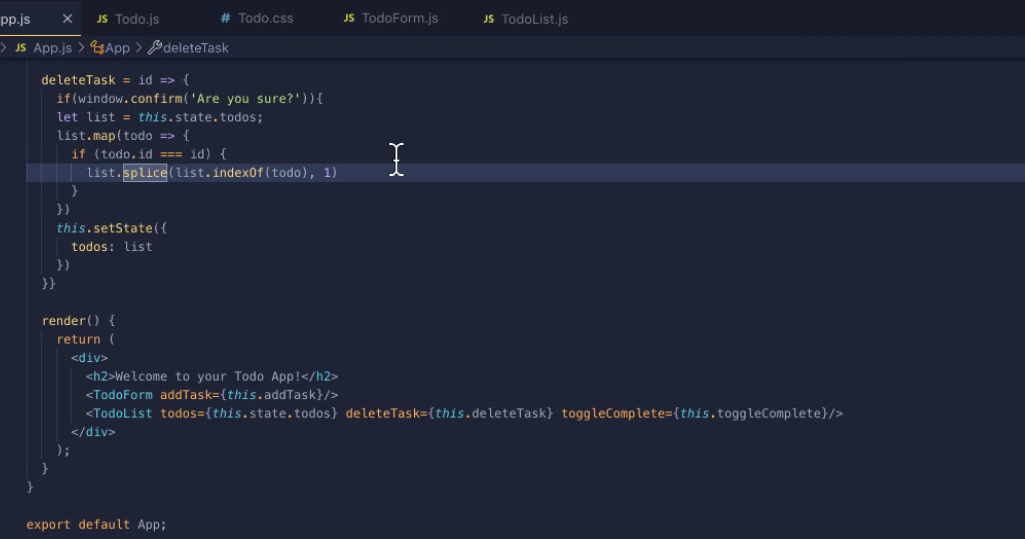 pp.js × JS Todo.js # Todo.css JS TodoForm.js JS TodoList.js
> JS App.js > App > deleteTask
deleteTask = id => {
if(window.confirm('Are you sure?')){
let list = this.state.todos;
list.map(todo => {
if (todo.id === id) {
list.splice(list.indexOf(todo), 1)
}
})
this.setState({
todos: list
})
}}
render() {
return (
<div>
<h2>Welcome to your Todo App!</h2>
<TodoForm addTask={this.addTask}/>
<TodoList todos={this.state.todos} deleteTask={this.deleteTask} toggleComplete={this.toggleComplete}/>
</div>
);
}
}
export default App;